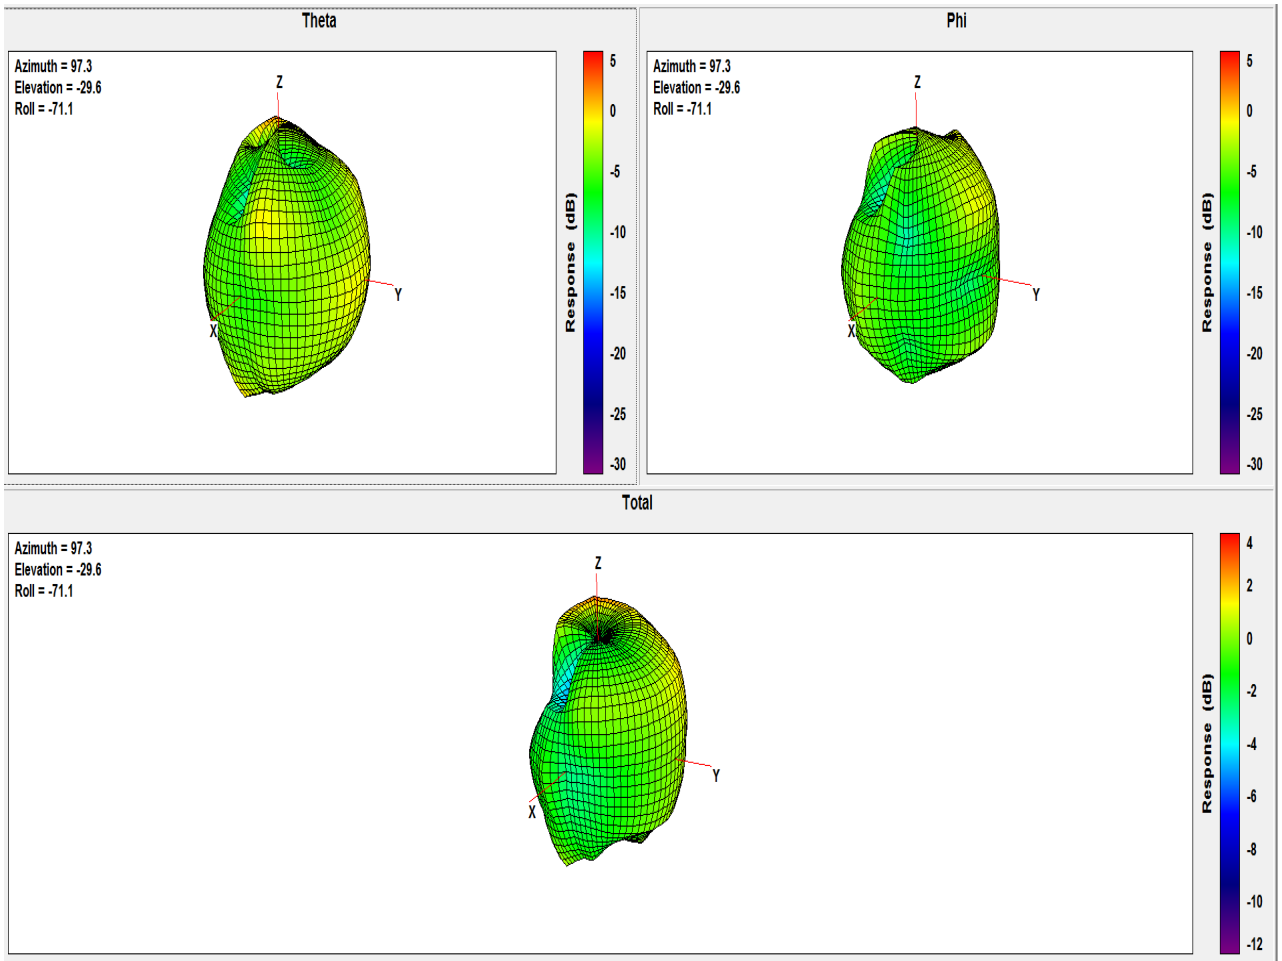 Theta
Azimuth = 97.3
Elevation = -29.6
Roll = -71.1
Z
Y
X
5
0
-5
-10
-15
-20
-25
-30
Response (dB)
Phi
Azimuth = 97.3
Elevation = -29.6
Roll = -71.1
Z
Y
X
5
0
-5
-10
-15
-20
-25
-30
Response (dB)
Total
Azimuth = 97.3
Elevation = -29.6
Roll = -71.1
Z
Y
X
4
2
0
-2
-4
-6
-8
-10
-12
Response (dB)